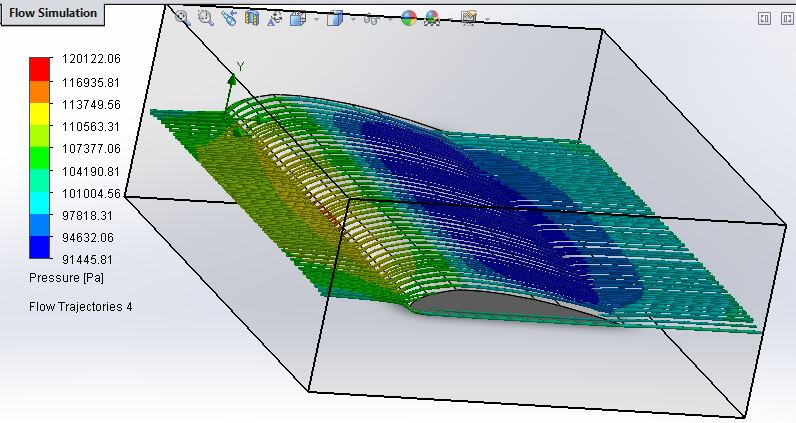 Flow Simulation
Y
120122.06
116935.81
113749.56
110563.31
107377.06
104190.81
101004.56
97818.31
94632.06
91445.81
Pressure [Pa]
Flow Trajectories 4